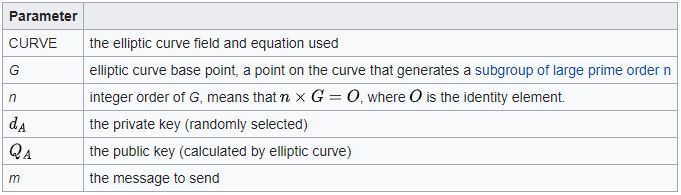 Parameter
CURVE the elliptic curve field and equation used
G elliptic curve base point, a point on the curve that generates a subgroup of large prime order n
n integer order of G, means that n × G = O, where O is the identity element.
d_A the private key (randomly selected)
Q_A the public key (calculated by elliptic curve)
m the message to send